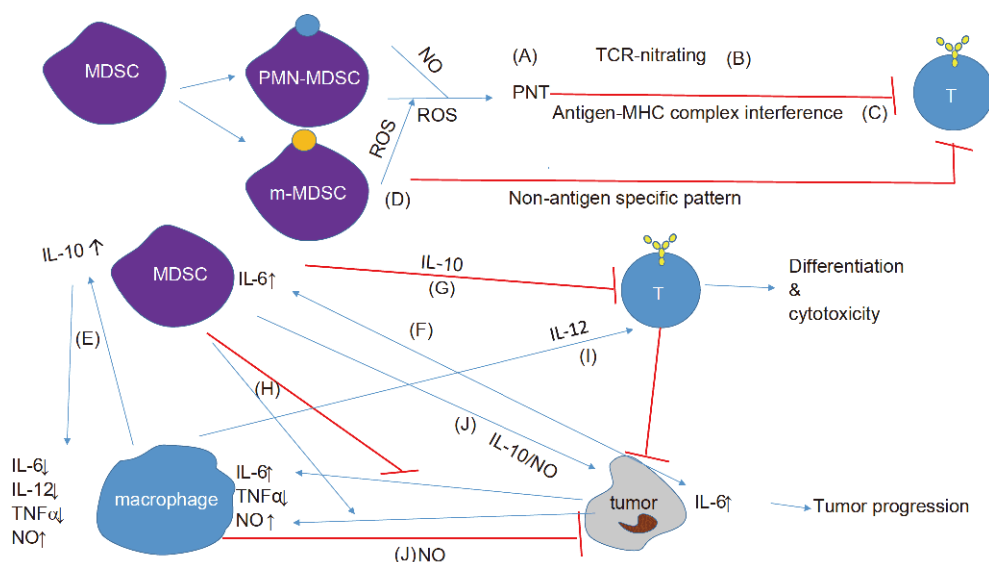 MDSC
PMN-MDSC
NO
ROS
ROS
m-MDSC
(A)
TCR-nitrating
(B)
PNT
Antigen-MHC complex interference
(C)
T
(D)
Non-antigen specific pattern
IL-10 ↑
MDSC
IL-6↑
IL-10
(G)
T
Differentiation
&
cytotoxicity
(E)
(F)
IL-12
(I)
(H)
(J)
IL-10/NO
IL-6↓
IL-12↓
TNFα↓
NO↑
macrophage
IL-6↑
TNFα↓
NO↑
tumor
IL-6↑
Tumor progression
(J)NO